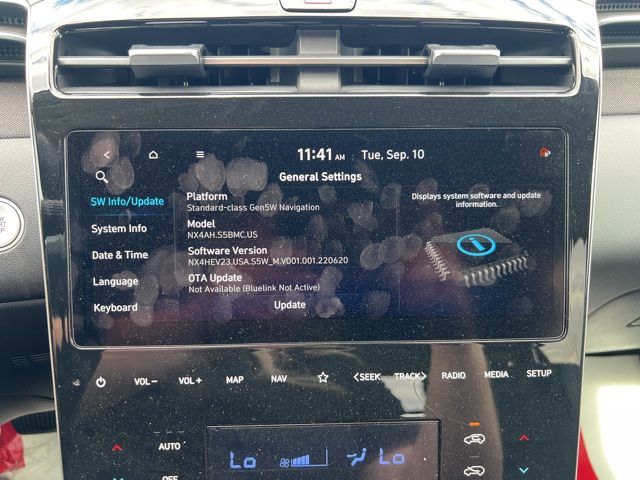 11:41 AM Tue, Sep. 10
General Settings
SW Info/Update
System Info
Date & Time
Language
Keyboard
Platform
Standard-class Gen5W Navigation
Model
NX4AH.S5BMC.US
Software Version
NX4HEV23.USA.S5W_M.V001.001.220620
OTA Update
Not Available (Bluelink Not Active)
Update
Displays system software and update
information.
VOL− VOL+ MAP NAV <SEEK TRACK> RADIO MEDIA SETUP
AUTO
OFF
Lo Lo